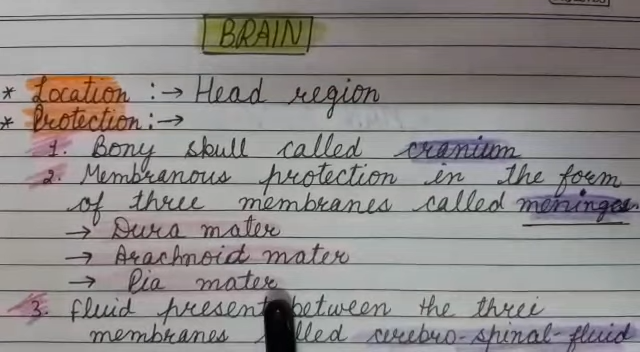 BRAIN
* Location :→ Head region
* Protection :→
1. Bony skull called cranium
2. Membranous protection in the form
of three membranes called meninges.
→ Dura mater
→ Arachnoid mater
→ Pia mater
3. fluid present between the three
membranes called cerebro-spinal-fluid